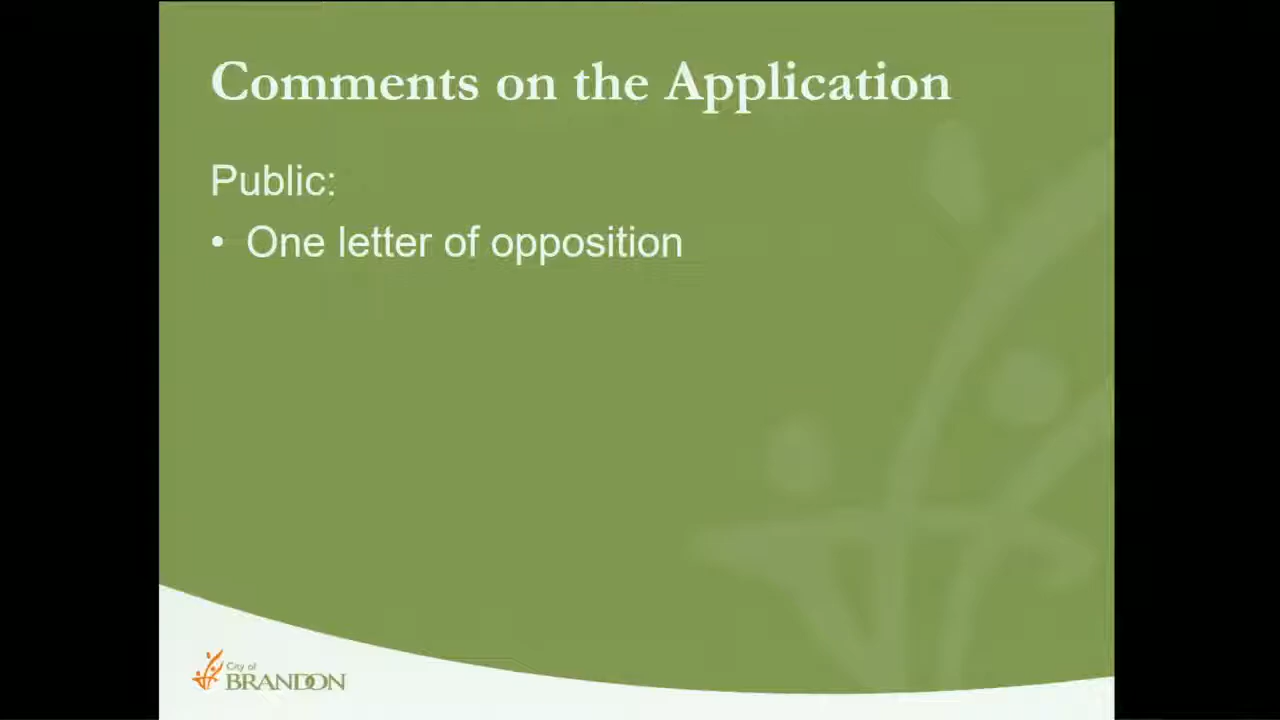 Comments on the Application
Public:
• One letter of opposition
City of
BRANDON